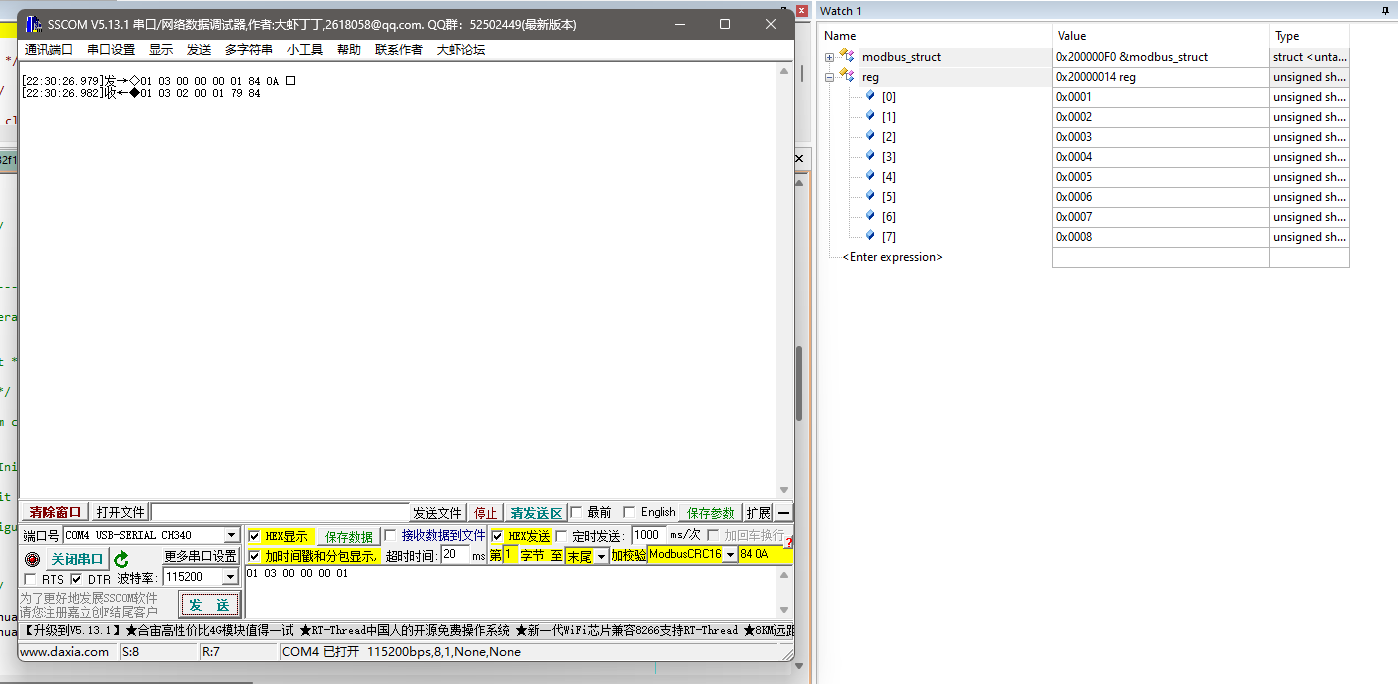 SSCOM V5.13.1 串口/网络数据调试器,作者:大虾丁丁,2618058@qq.com. QQ群: 52502449(最新版本)
通讯端口 串口设置 显示 发送 多字符串 小工具 帮助 联系作者 大虾论坛
[22:30:26.979]发→◇01 03 00 00 00 01 84 0A □
[22:30:26.982]收←◆01 03 02 00 01 79 84
清除窗口 打开文件 发送文件 停止 清发送区 最前 English 保存参数 扩展 —
端口号 COM4 USB-SERIAL CH340 HEX显示 保存数据 接收数据到文件 HEX发送 定时发送: 1000 ms/次 加回车换行
关闭串口 更多串口设置 加时间戳和分包显示, 超时时间: 20 ms 第 1 字节 至 末尾 加校验 ModbusCRC16 84 0A
RTS DTR 波特率: 115200 01 03 00 00 00 01
为了更好地发展SSCOM软件
请您注册嘉立创F结尾客户
发 送
【升级到V5.13.1】★合宙高性价比4G模块值得一试 ★RT-Thread中国人的开源免费操作系统 ★新一代WiFi芯片兼容8266支持RT-Thread ★8KM远距
www.daxia.com S:8 R:7 COM4 已打开 115200bps,8,1,None,None
Watch 1
Name Value Type
modbus_struct 0x200000F0 &modbus_struct struct <unta...
reg 0x20000014 reg unsigned sh...
[0] 0x0001 unsigned sh...
[1] 0x0002 unsigned sh...
[2] 0x0003 unsigned sh...
[3] 0x0004 unsigned sh...
[4] 0x0005 unsigned sh...
[5] 0x0006 unsigned sh...
[6] 0x0007 unsigned sh...
[7] 0x0008 unsigned sh...
<Enter expression>